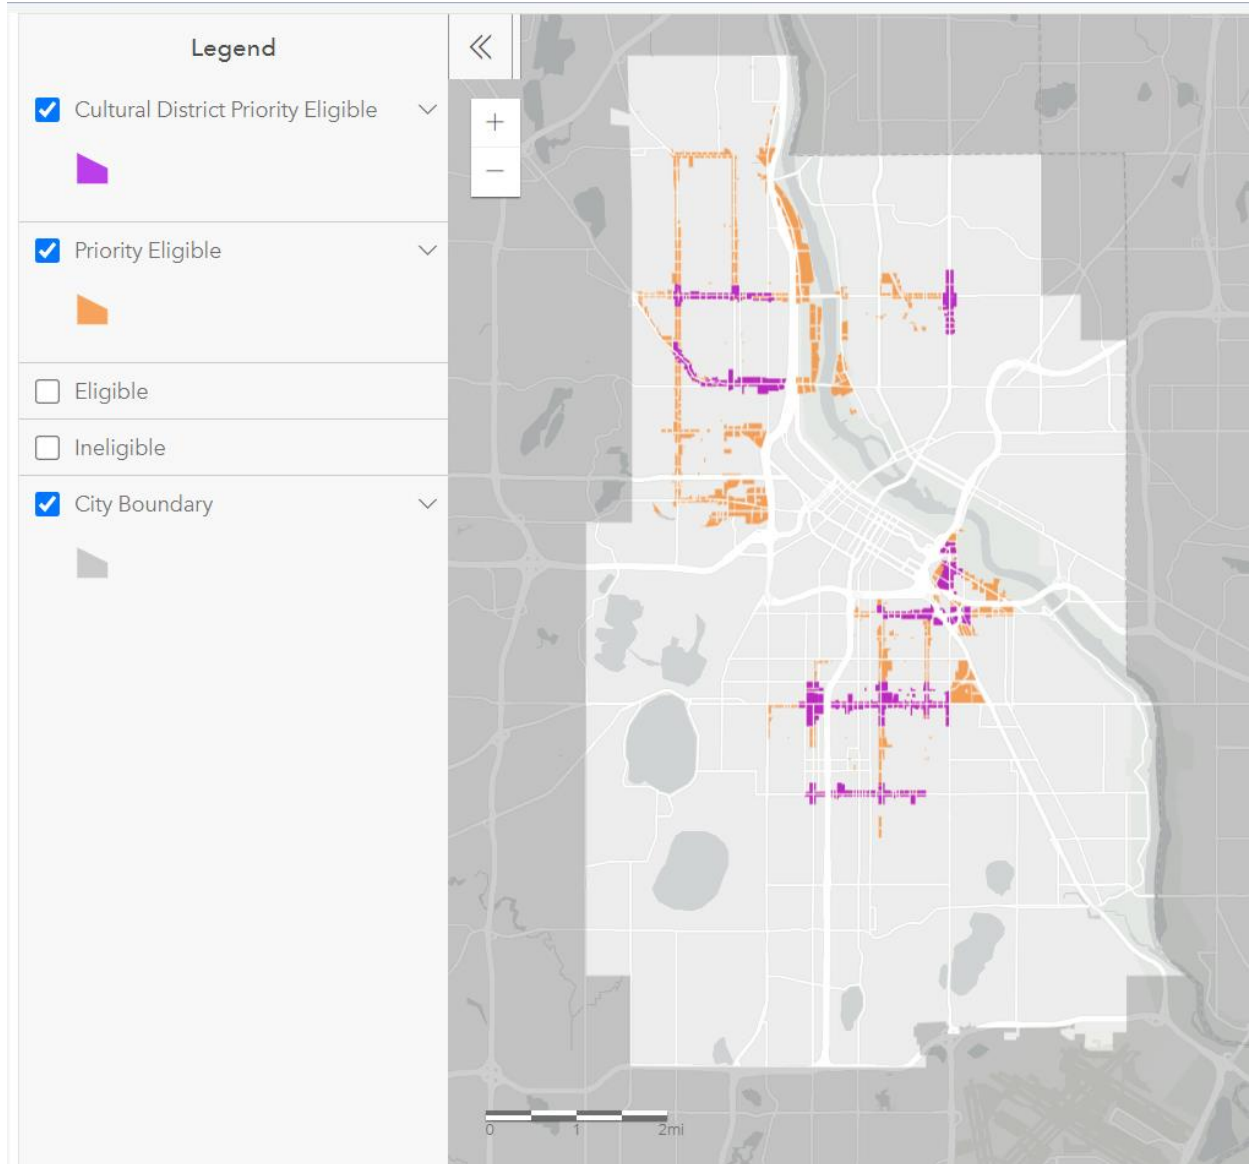 Legend
Cultural District Priority Eligible
Priority Eligible
Eligible
Ineligible
City Boundary
+
−
0 1 2mi